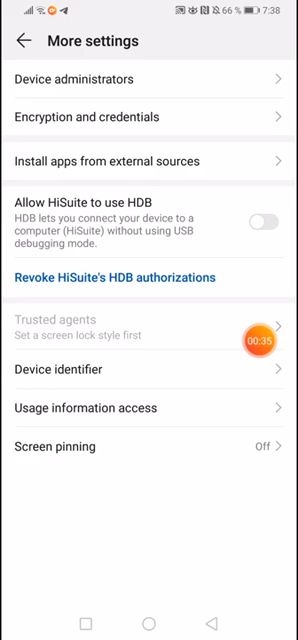 66 % 7:38
More settings
Device administrators
Encryption and credentials
Install apps from external sources
Allow HiSuite to use HDB
HDB lets you connect your device to a
computer (HiSuite) without using USB
debugging mode.
Revoke HiSuite's HDB authorizations
Trusted agents
Set a screen lock style first
00:35
Device identifier
Usage information access
Screen pinning Off